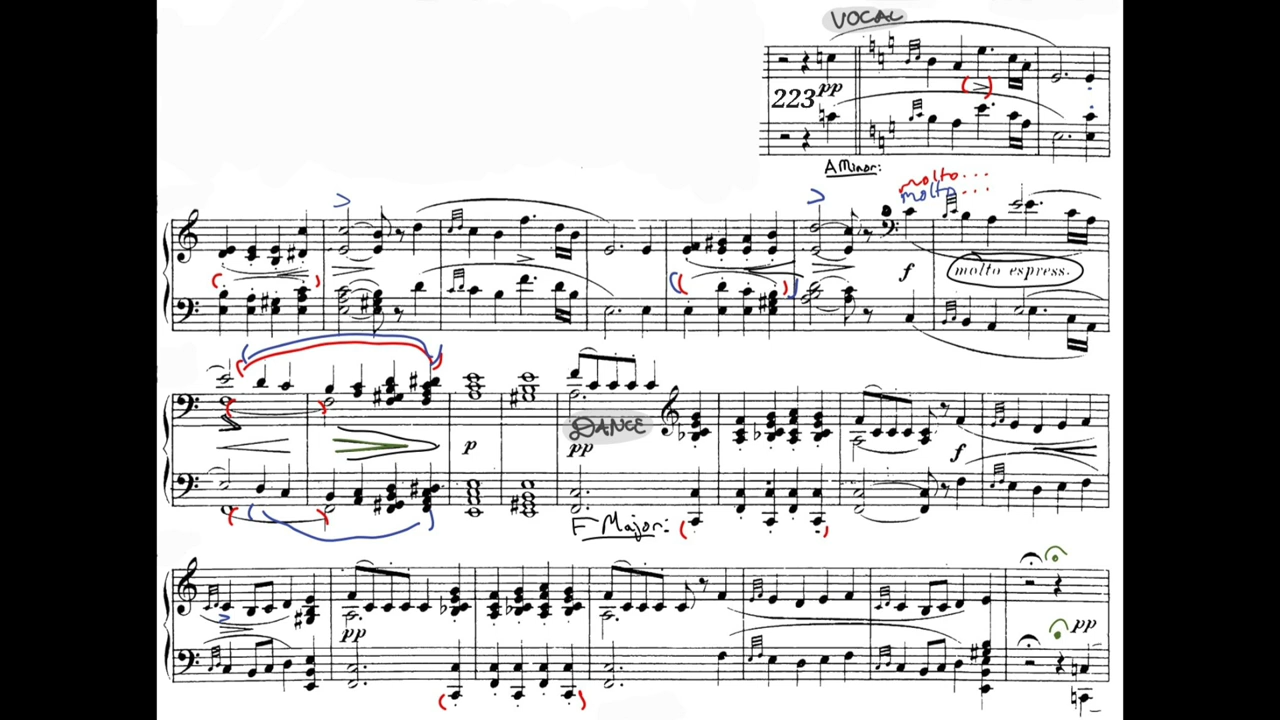 VOCAL
pp
223
A Minor:
molto...
molto...
f
molto espress.
p
DANCE
pp
f
F Major:
pp
pp